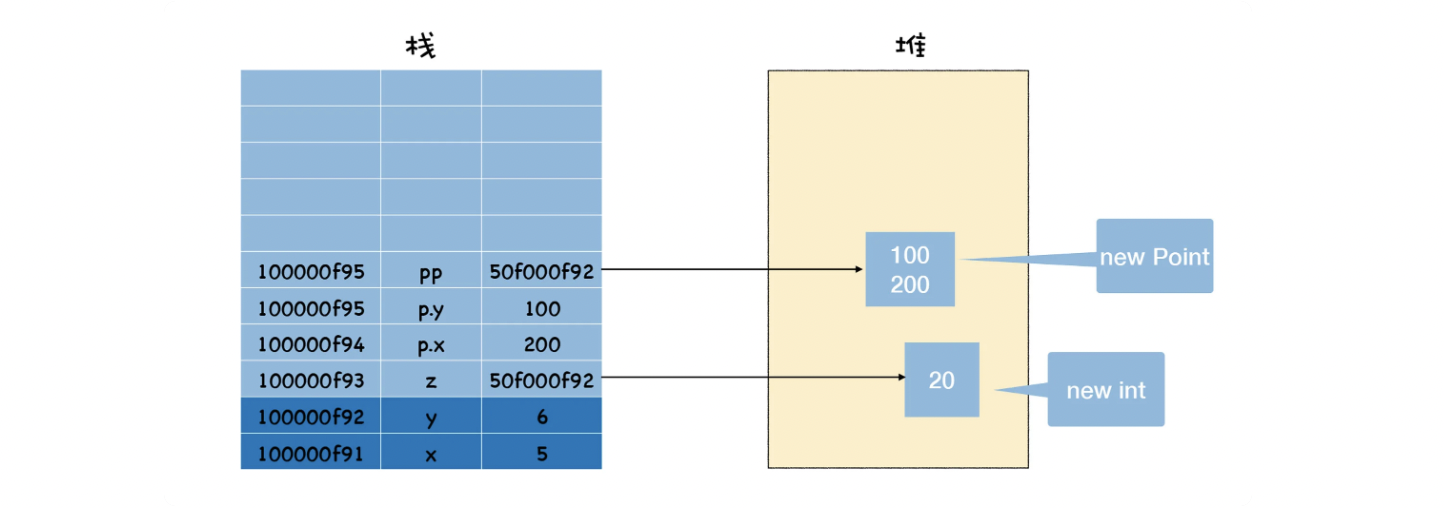 栈
堆
100000f95 pp 50f000f92
100000f95 p.y 100
100000f94 p.x 200
100000f93 z 50f000f92
100000f92 y 6
100000f91 x 5
100
200
new Point
20
new int